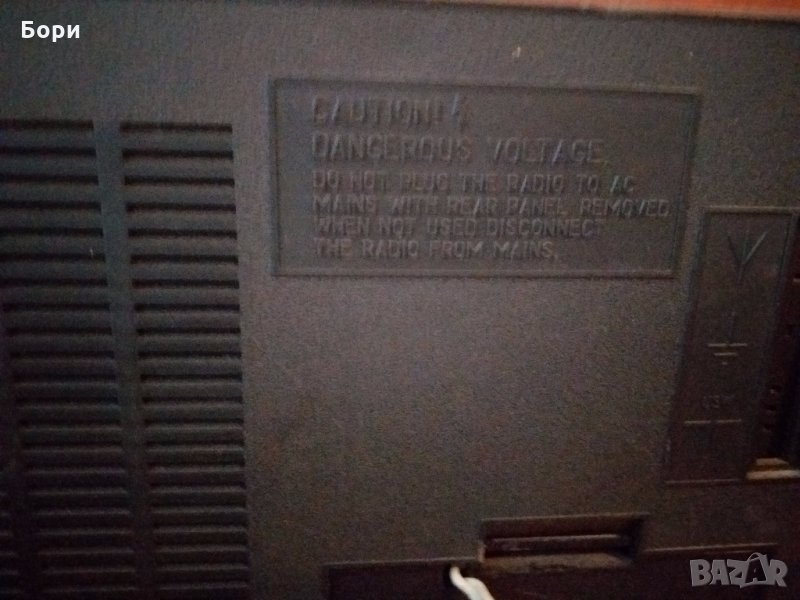 Бори
CAUTION!
DANGEROUS VOLTAGE.
DO NOT PLUG THE RADIO TO AC
MAINS WITH REAR PANEL REMOVED
WHEN NOT USED DISCONNECT
THE RADIO FROM MAINS.
BAZAR